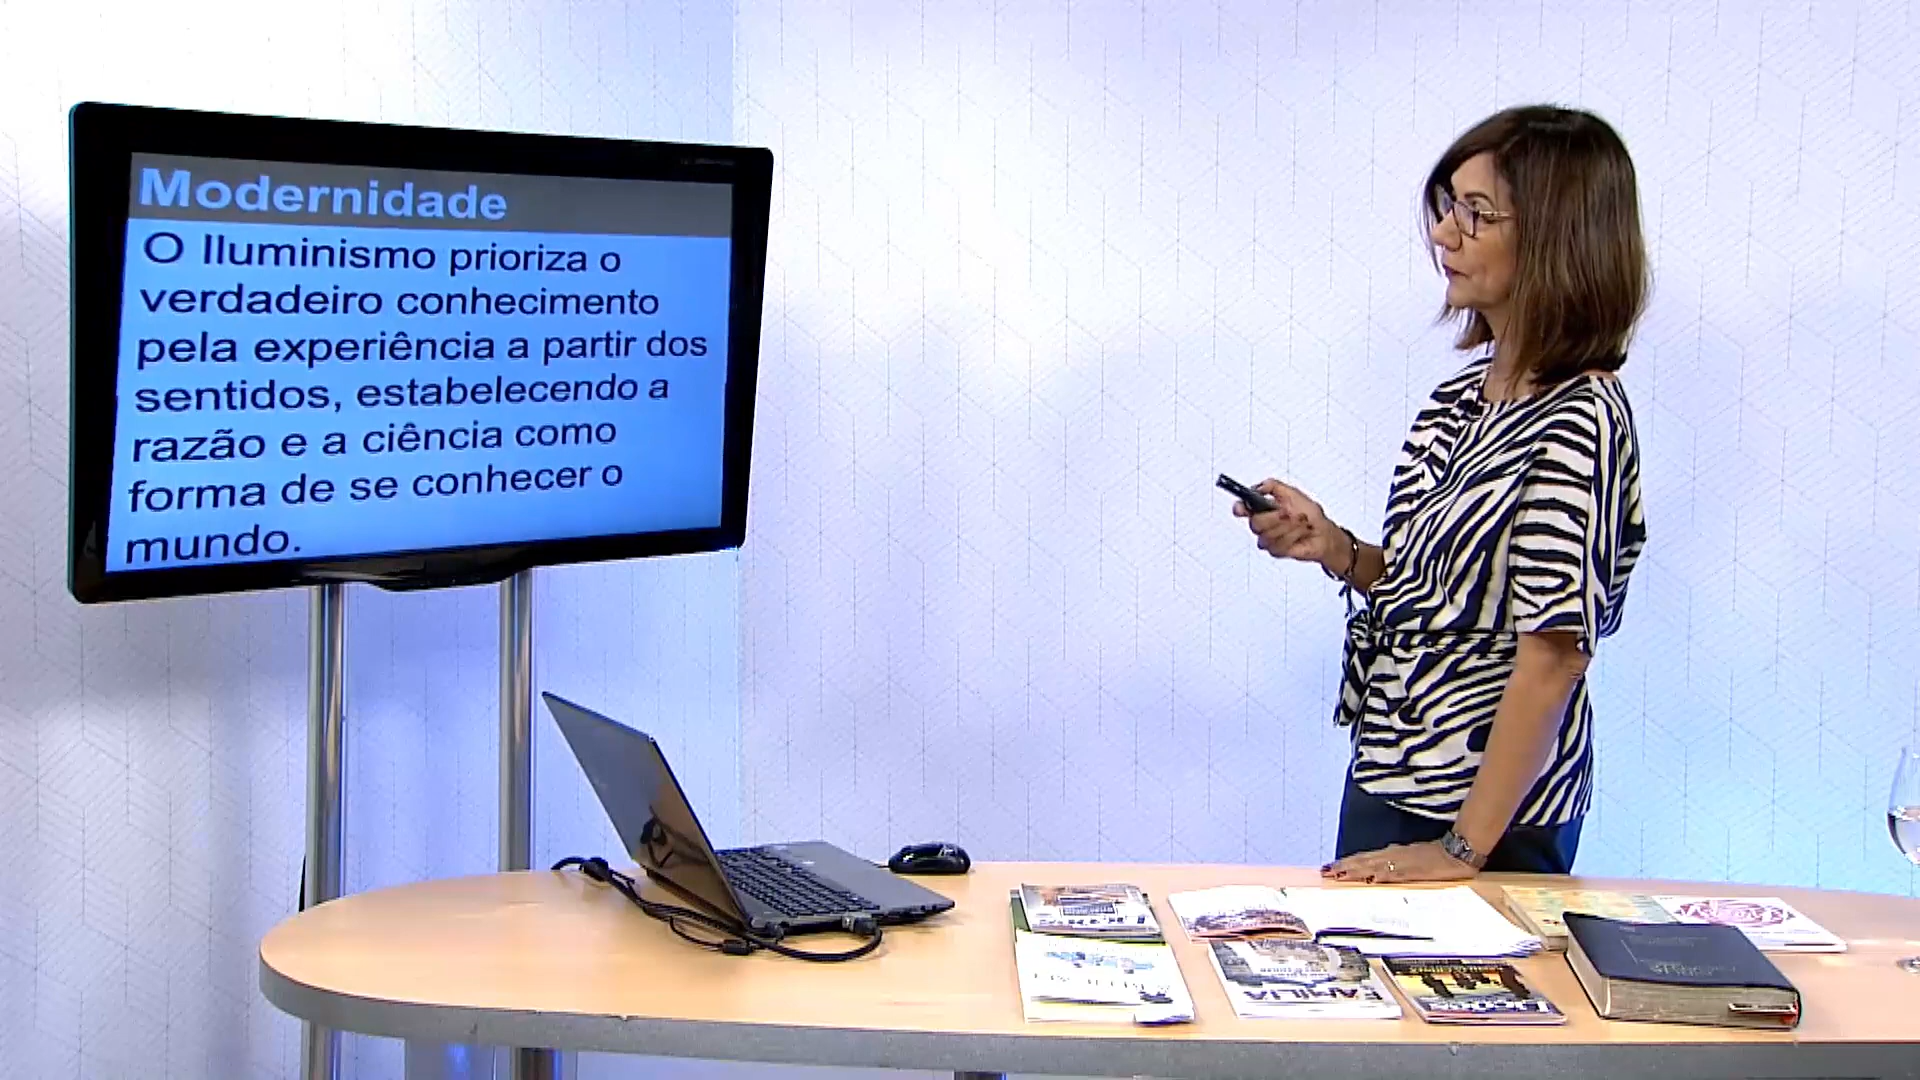 Modernidade
O Iluminismo prioriza o
verdadeiro conhecimento
pela experiência a partir dos
sentidos, estabelecendo a
razão e a ciência como
forma de se conhecer o
mundo.
FAMÍLIA